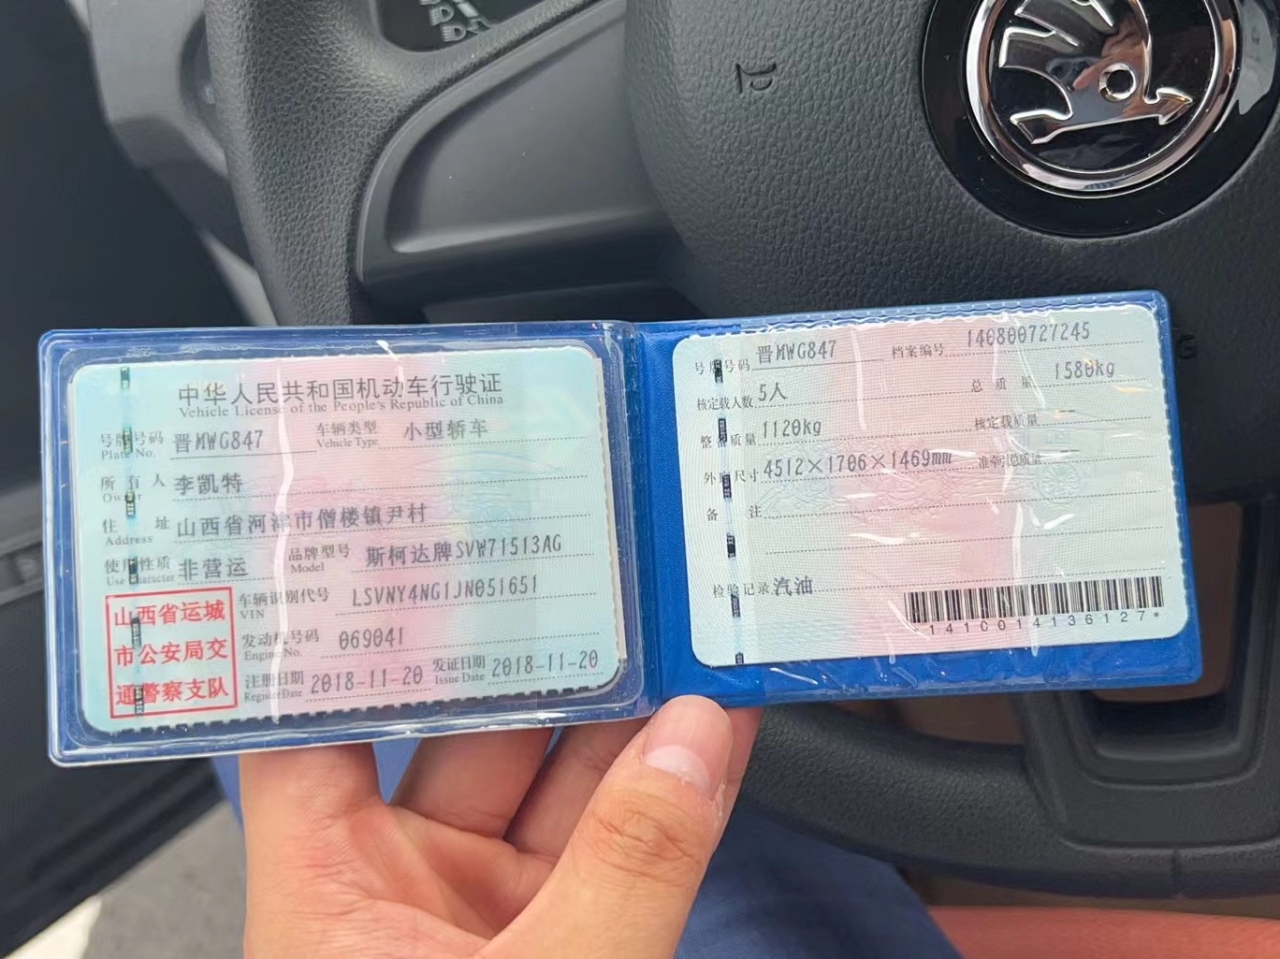 中华人民共和国机动车行驶证
Vehicle License of the People's Republic of China
号牌号码 晋MWG847 车辆类型 小型轿车
Plate No. Vehicle Type
所有人 李凯特
Owner
住址 山西省河津市僧楼镇尹村
Address
使用性质 非营运 品牌型号 斯柯达牌SVW71513AG
Use Character Model
山西省运城
市公安局交
通警察支队
车辆识别代号 LSVNY4NG1JN051651
VIN
发动机号码 069041
Engine No.
注册日期 2018-11-20 发证日期 2018-11-20
Register Date Issue Date
号牌号码 晋MWG847 档案编号 140800727245
核定载人数 5人 总质量 1580kg
整备质量 1120kg 核定载质量
外廓尺寸 4512×1706×1469mm 准牵引总质量
备注
检验记录 汽油
*1416014136127*